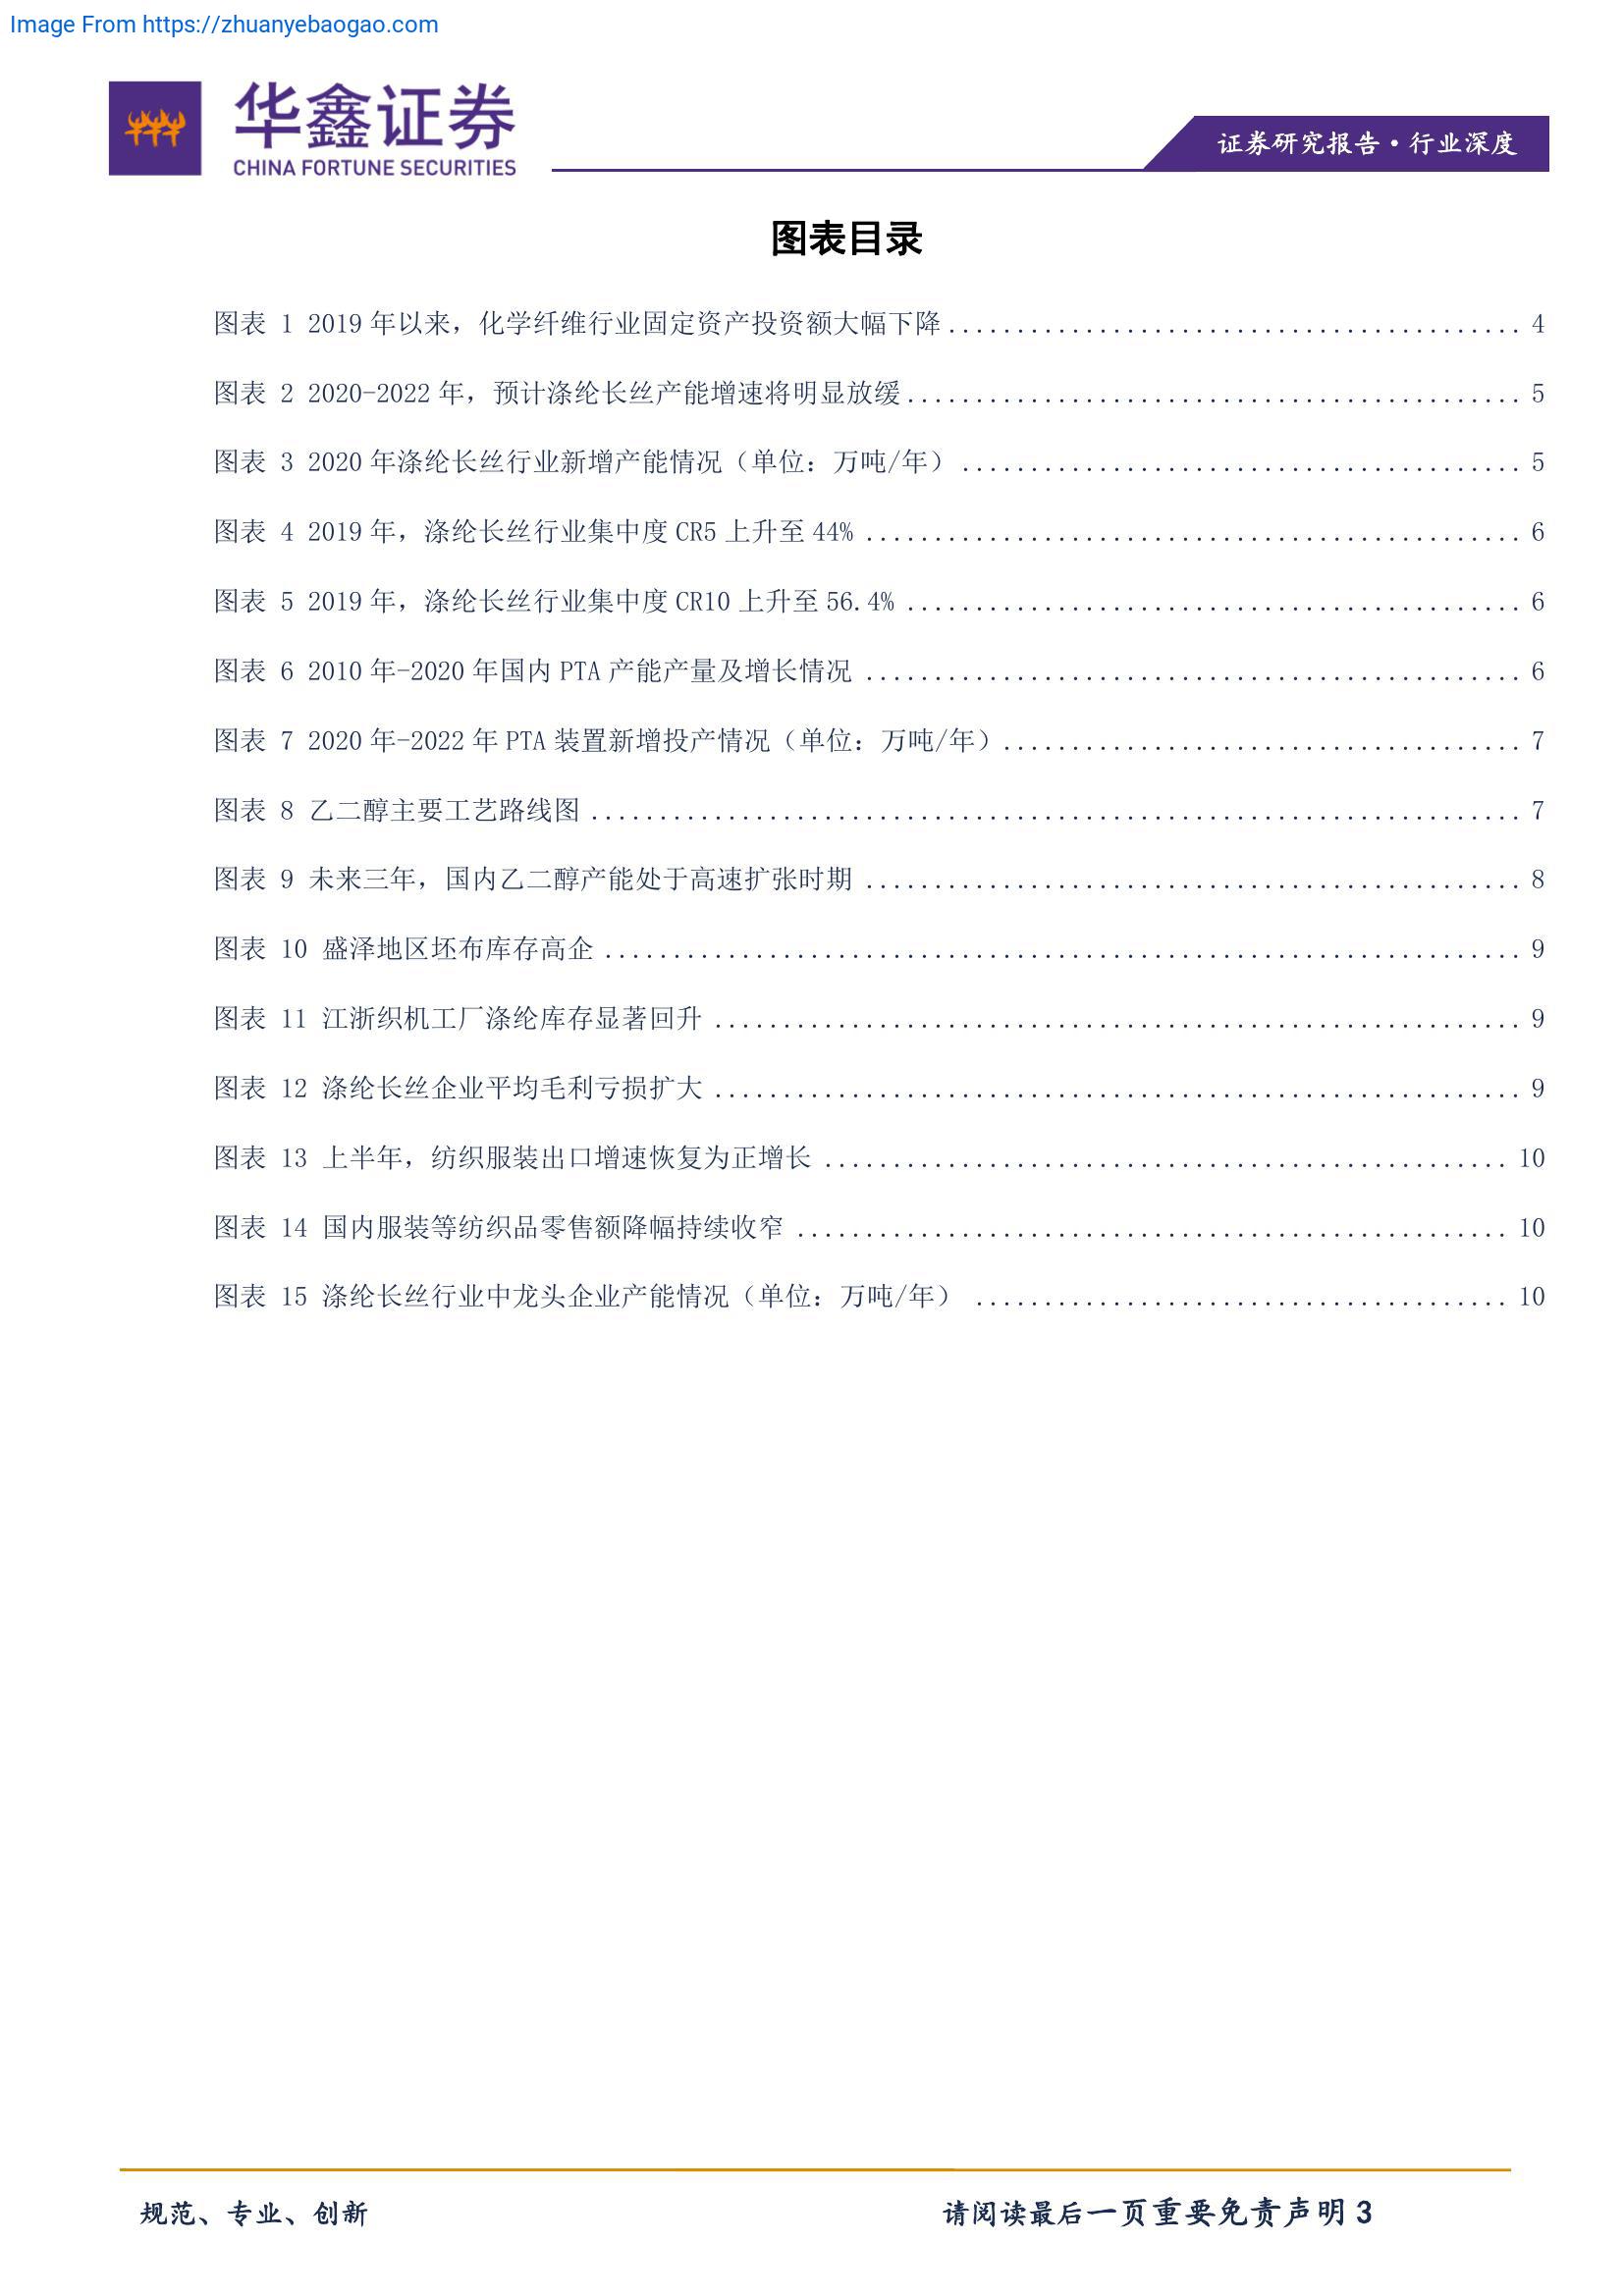 Image From https://zhuanyebaogao.com
华鑫证券
CHINA FORTUNE SECURITIES
证券研究报告·行业深度
图表目录
图表 1 2019 年以来，化学纤维行业固定资产投资额大幅下降.......................................... 4
图表 2 2020-2022 年，预计涤纶长丝产能增速将明显放缓............................................. 5
图表 3 2020 年涤纶长丝行业新增产能情况（单位：万吨/年）......................................... 5
图表 4 2019 年，涤纶长丝行业集中度 CR5 上升至 44% ................................................ 6
图表 5 2019 年，涤纶长丝行业集中度 CR10 上升至 56.4% ............................................. 6
图表 6 2010 年-2020 年国内 PTA 产能产量及增长情况 ................................................ 6
图表 7 2020 年-2022 年 PTA 装置新增投产情况（单位：万吨/年）...................................... 7
图表 8 乙二醇主要工艺路线图 .................................................................... 7
图表 9 未来三年，国内乙二醇产能处于高速扩张时期 ................................................ 8
图表 10 盛泽地区坯布库存高企 ................................................................... 9
图表 11 江浙织机工厂涤纶库存显著回升 ........................................................... 9
图表 12 涤纶长丝企业平均毛利亏损扩大 ........................................................... 9
图表 13 上半年，纺织服装出口增速恢复为正增长 .................................................. 10
图表 14 国内服装等纺织品零售额降幅持续收窄 .................................................... 10
图表 15 涤纶长丝行业中龙头企业产能情况（单位：万吨/年） ....................................... 10
规范、专业、创新
请阅读最后一页重要免责声明 3